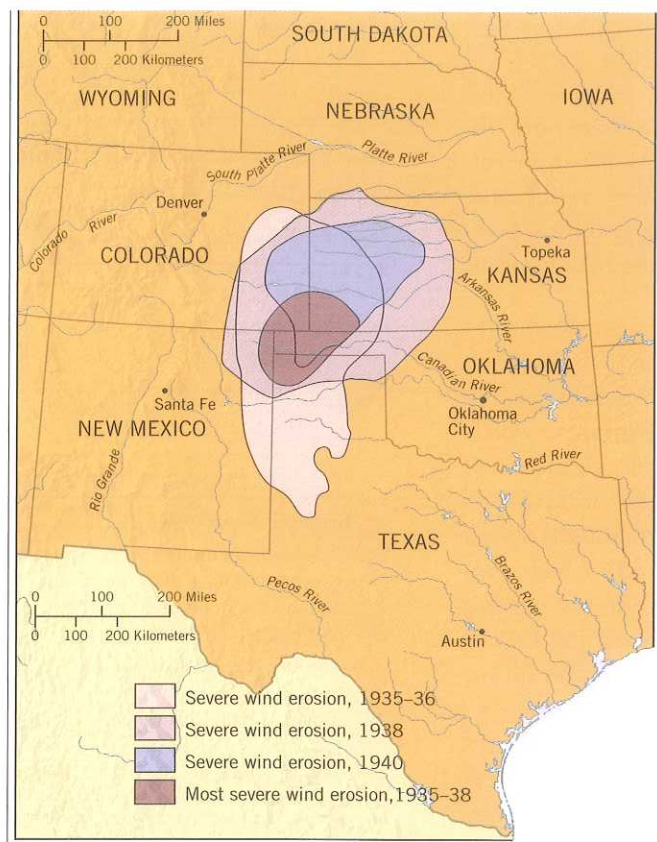 0 100 200 Miles
0 100 200 Kilometers
SOUTH DAKOTA
WYOMING
NEBRASKA
IOWA
South Platte River
Platte River
Denver
Colorado River
COLORADO
Topeka
KANSAS
Arkansas River
Canadran River
OKLAHOMA
Santa Fe
Oklahoma
City
NEW MEXICO
Rio Grande
Red River
TEXAS
Pecos River
Brazos River
Austin
0 100 200 Miles
0 100 200 Kilometers
Severe wind erosion, 1935–36
Severe wind erosion, 1938
Severe wind erosion, 1940
Most severe wind erosion,1935–38